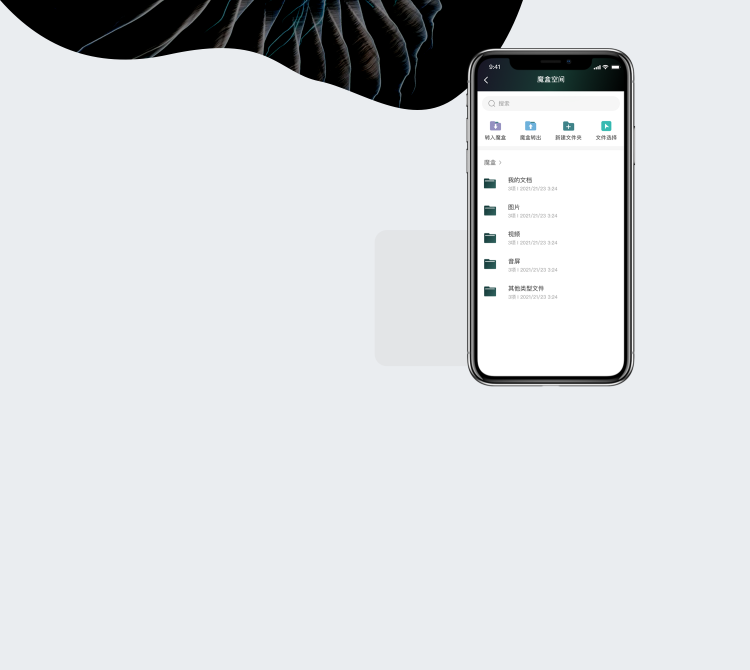 9:41
魔盒空间
搜索
转入魔盒 魔盒转出 新建文件夹 文件选择
魔盒 >
我的文档
3项 | 2021/21/23 3:24
图片
3项 | 2021/21/23 3:24
视频
3项 | 2021/21/23 3:24
音屏
3项 | 2021/21/23 3:24
其他类型文件
3项 | 2021/21/23 3:24